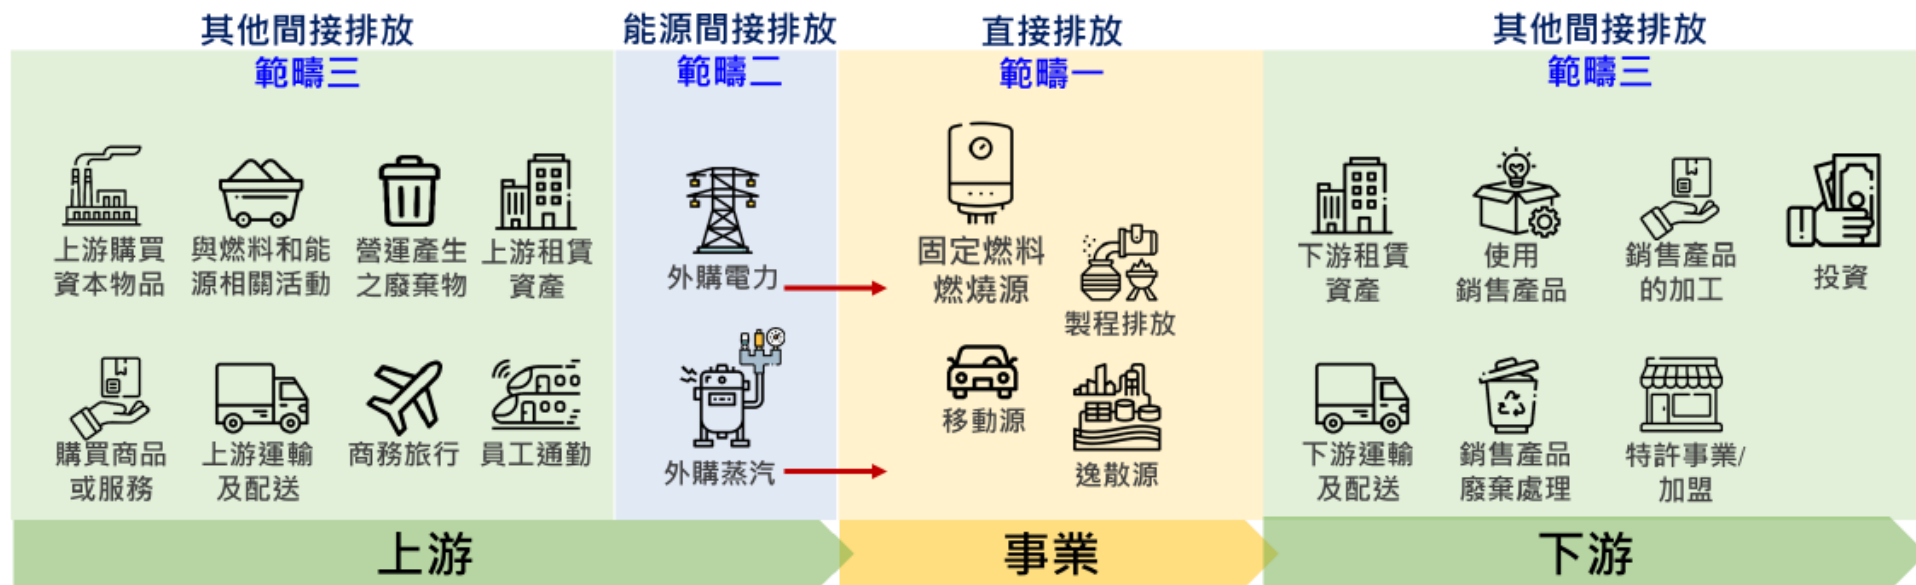 其他間接排放
範疇三
上游購買
資本物品
與燃料和能
源相關活動
營運產生
之廢棄物
上游租賃
資產
購買商品
或服務
上游運輸
及配送
商務旅行
員工通勤
能源間接排放
範疇二
外購電力
外購蒸汽
直接排放
範疇一
固定燃料
燃燒源
製程排放
移動源
逸散源
其他間接排放
範疇三
下游租賃
資產
使用
銷售產品
銷售產品
的加工
投資
下游運輸
及配送
銷售產品
廢棄處理
特許事業/
加盟
上游
事業
下游